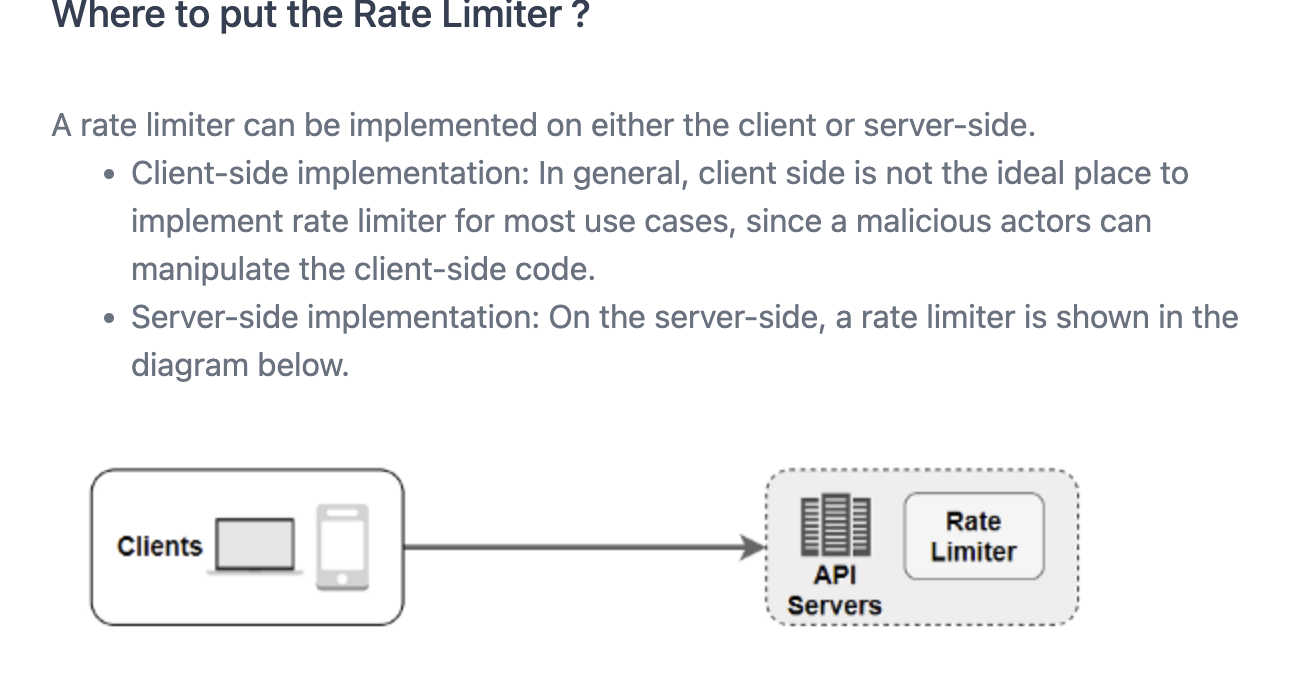 Where to put the Rate Limiter ?
A rate limiter can be implemented on either the client or server-side.
• Client-side implementation: In general, client side is not the ideal place to
implement rate limiter for most use cases, since a malicious actors can
manipulate the client-side code.
• Server-side implementation: On the server-side, a rate limiter is shown in the
diagram below.
Clients
API
Servers
Rate
Limiter